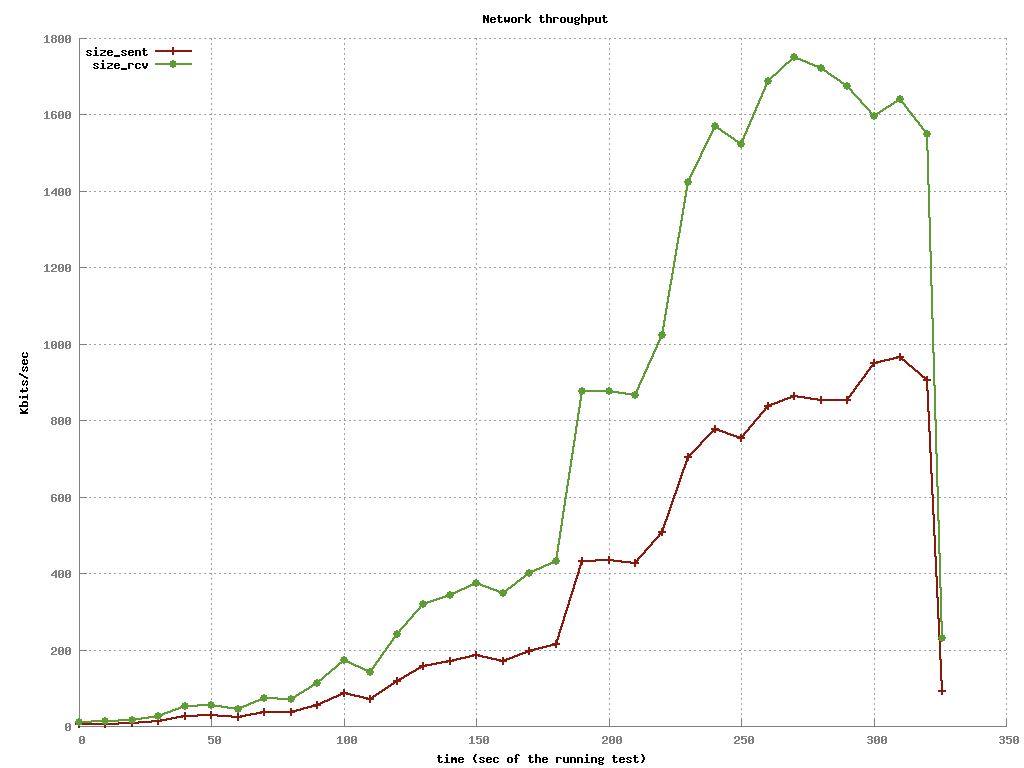 Network throughput
size_sent
size_rcv
1800
1600
1400
1200
1000
800
600
400
200
0
Kbits/sec
0 50 100 150 200 250 300 350
time (sec of the running test)